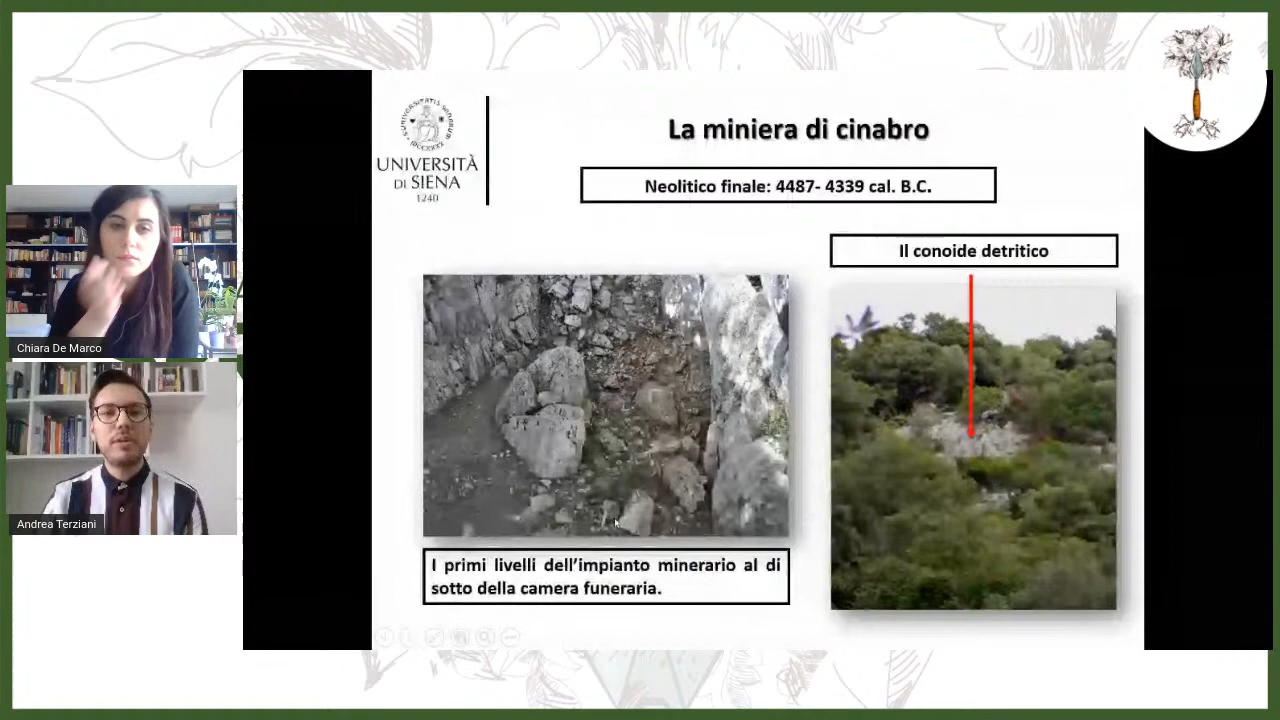 La miniera di cinabro
UNIVERSITÀ
DI SIENA
1240
Neolitico finale: 4487- 4339 cal. B.C.
Il conoide detritico
Chiara De Marco
Andrea Terziani
I primi livelli dell'impianto minerario al di
sotto della camera funeraria.